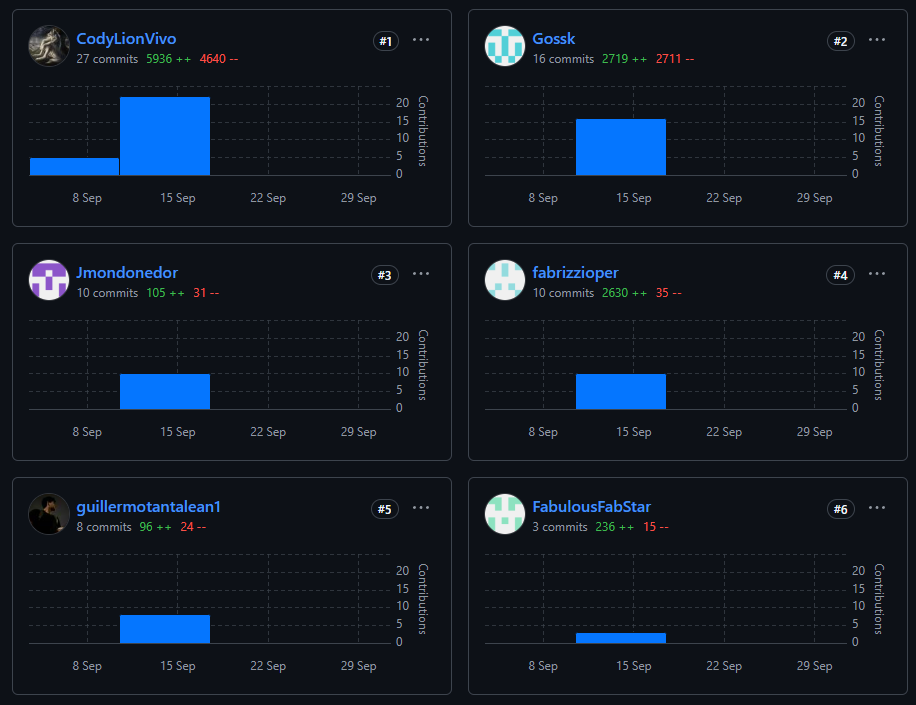 CodyLionVivo #1 ···
27 commits 5936 ++ 4640 --
20
15
10
5
0
Contributions
8 Sep 15 Sep 22 Sep 29 Sep
Gossk #2 ···
16 commits 2719 ++ 2711 --
20
15
10
5
0
Contributions
8 Sep 15 Sep 22 Sep 29 Sep
Jmondonedor #3 ···
10 commits 105 ++ 31 --
20
15
10
5
0
Contributions
8 Sep 15 Sep 22 Sep 29 Sep
fabrizzioper #4 ···
10 commits 2630 ++ 35 --
20
15
10
5
0
Contributions
8 Sep 15 Sep 22 Sep 29 Sep
guillermotantalean1 #5 ···
8 commits 96 ++ 24 --
20
15
10
5
0
Contributions
8 Sep 15 Sep 22 Sep 29 Sep
FabulousFabStar #6 ···
3 commits 236 ++ 15 --
20
15
10
5
0
Contributions
8 Sep 15 Sep 22 Sep 29 Sep